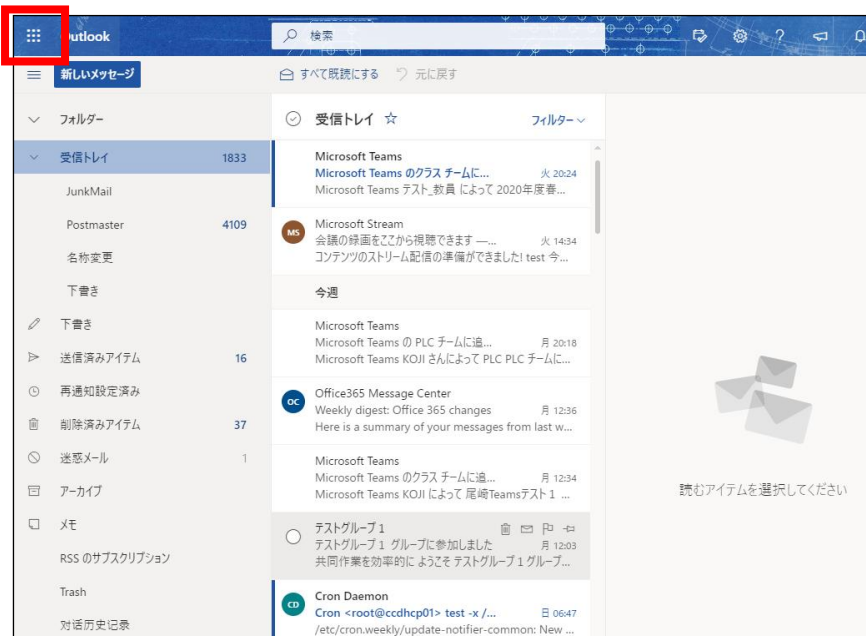 Outlook
検索
新しいメッセージ
すべて既読にする 元に戻す
フォルダー
受信トレイ 1833
JunkMail
Postmaster 4109
名称変更
下書き
下書き
送信済みアイテム 16
再通知設定済み
削除済みアイテム 37
迷惑メール 1
アーカイブ
メモ
RSS のサブスクリプション
Trash
对话历史记录
受信トレイ フィルター
Microsoft Teams
Microsoft Teams のクラス チームに... 火 20:24
Microsoft Teams テスト_教員 によって 2020年度春...
MS
Microsoft Stream
会議の録画をここから視聴できます —... 火 14:34
コンテンツのストリーム配信の準備ができました! test 今...
今週
Microsoft Teams
Microsoft Teams の PLC チームに追... 月 20:18
Microsoft Teams KOJI さんによって PLC PLC チームに...
OC
Office365 Message Center
Weekly digest: Office 365 changes 月 12:36
Here is a summary of your messages from last w...
Microsoft Teams
Microsoft Teams のクラス チームに追... 月 12:34
Microsoft Teams KOJI によって 尾崎Teamsテスト1 ...
テストグループ 1
テストグループ 1 グループに参加しました 月 12:03
共同作業を効率的に ようこそ テストグループ 1 グループ...
CD
Cron Daemon
Cron <root@ccdhcp01> test -x /... 日 06:47
/etc/cron.weekly/update-notifier-common: New ...
読むアイテムを選択してください